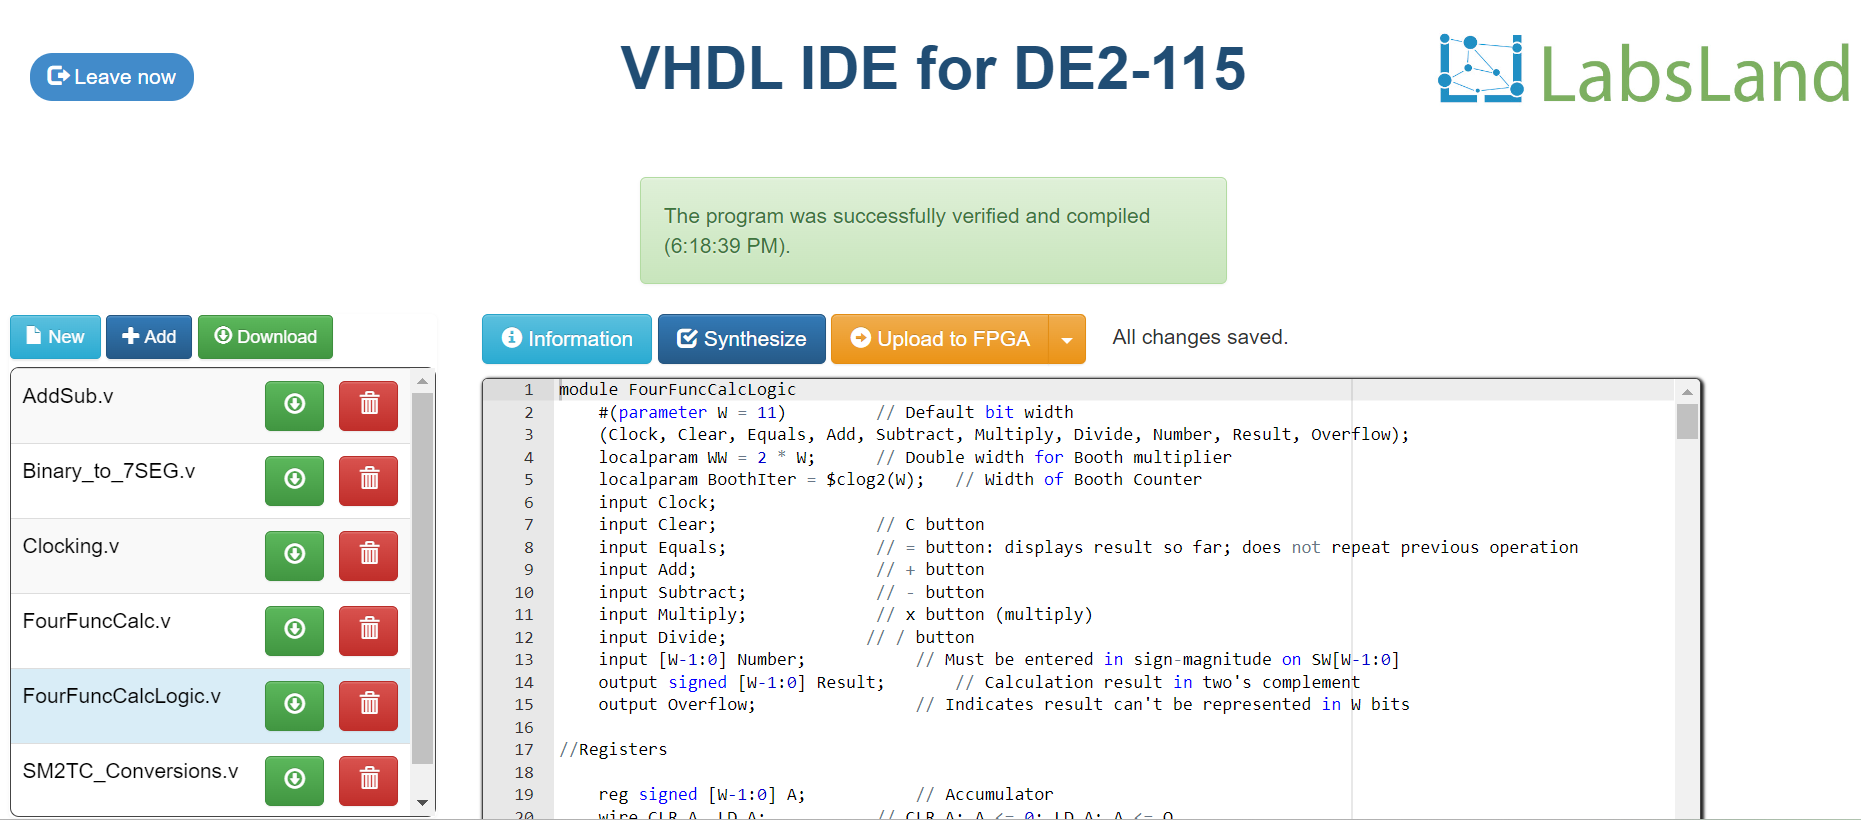 Leave now
VHDL IDE for DE2-115
LabsLand
The program was successfully verified and compiled
(6:18:39 PM).
New Add Download
Information Synthesize Upload to FPGA All changes saved.
AddSub.v
Binary_to_7SEG.v
Clocking.v
FourFuncCalc.v
FourFuncCalcLogic.v
SM2TC_Conversions.v
1 module FourFuncCalcLogic
2 #(parameter W = 11) // Default bit width
3 (Clock, Clear, Equals, Add, Subtract, Multiply, Divide, Number, Result, Overflow);
4 localparam WW = 2 * W; // Double width for Booth multiplier
5 localparam BoothIter = $clog2(W); // Width of Booth Counter
6 input Clock;
7 input Clear; // C button
8 input Equals; // = button: displays result so far; does not repeat previous operation
9 input Add; // + button
10 input Subtract; // - button
11 input Multiply; // x button (multiply)
12 input Divide; // / button
13 input [W-1:0] Number; // Must be entered in sign-magnitude on SW[W-1:0]
14 output signed [W-1:0] Result; // Calculation result in two's complement
15 output Overflow; // Indicates result can't be represented in W bits
16
17 //Registers
18
19 reg signed [W-1:0] A; // Accumulator
20 wire CLR_A, LD_A; // CLR_A: A <= 0; LD_A: A <= Q